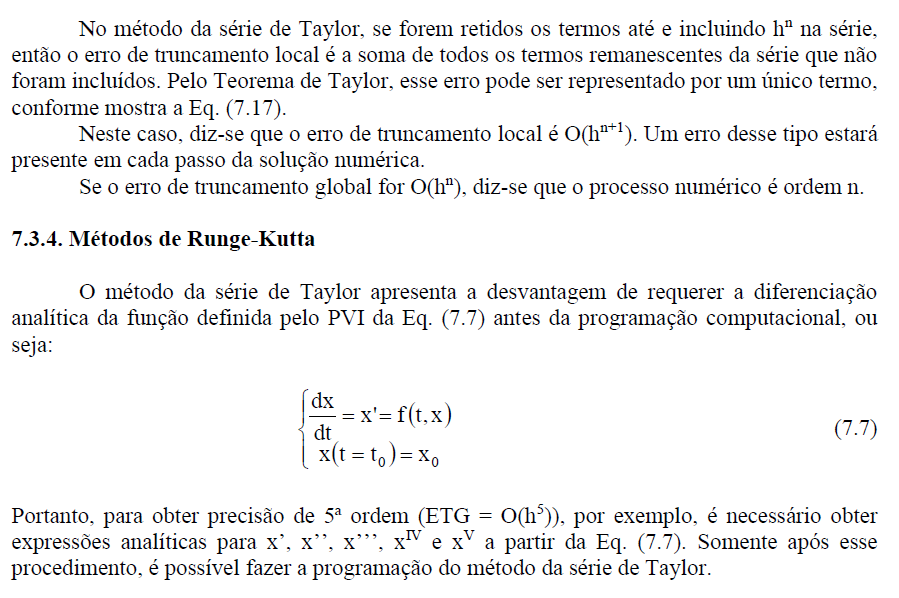 No método da série de Taylor, se forem retidos os termos até e incluindo hⁿ na série,
então o erro de truncamento local é a soma de todos os termos remanescentes da série que não
foram incluídos. Pelo Teorema de Taylor, esse erro pode ser representado por um único termo,
conforme mostra a Eq. (7.17).
Neste caso, diz-se que o erro de truncamento local é O(hⁿ⁺¹). Um erro desse tipo estará
presente em cada passo da solução numérica.
Se o erro de truncamento global for O(hⁿ), diz-se que o processo numérico é ordem n.
7.3.4. Métodos de Runge-Kutta
O método da série de Taylor apresenta a desvantagem de requerer a diferenciação
analítica da função definida pelo PVI da Eq. (7.7) antes da programação computacional, ou
seja:
dx/dt = x'= f(t,x)
x(t = t₀)= x₀ (7.7)
Portanto, para obter precisão de 5ª ordem (ETG = O(h⁵)), por exemplo, é necessário obter
expressões analíticas para x’, x’’, x’’’, xᴵⱽ e xⱽ a partir da Eq. (7.7). Somente após esse
procedimento, é possível fazer a programação do método da série de Taylor.